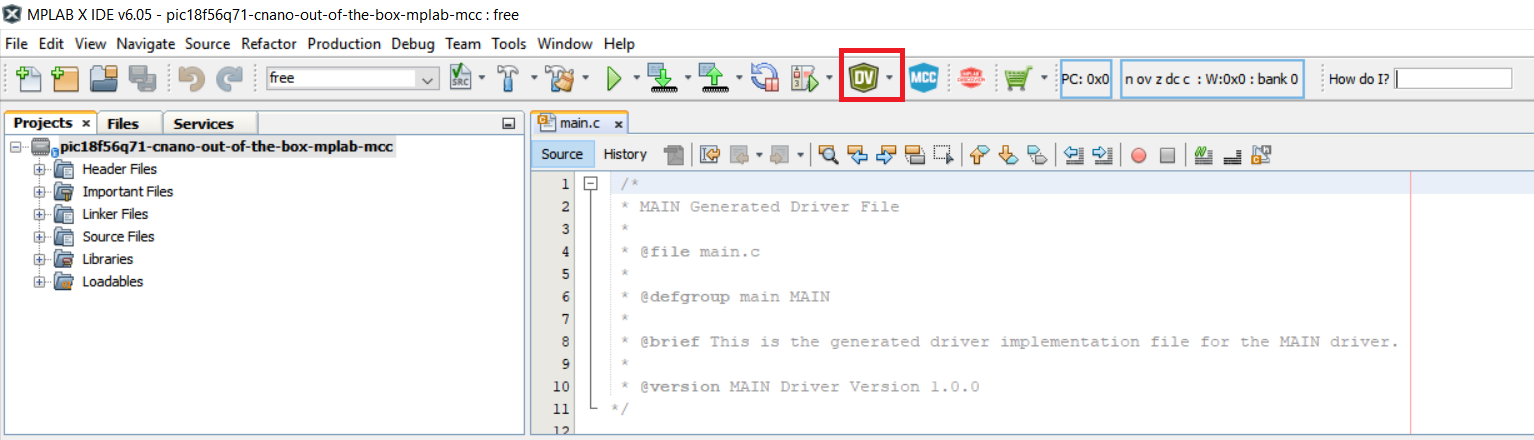 MPLAB X IDE v6.05 - pic18f56q71-cnano-out-of-the-box-mplab-mcc : free
File Edit View Navigate Source Refactor Production Debug Team Tools Window Help
free SRC DV MCC PC: 0x0 n ov z dc c : W:0x0 : bank 0 How do I?
Projects Files Services main.c
Source History
pic18f56q71-cnano-out-of-the-box-mplab-mcc
Header Files
Important Files
Linker Files
Source Files
Libraries
Loadables
1 /*
2 * MAIN Generated Driver File
3 *
4 * @file main.c
5 *
6 * @defgroup main MAIN
7 *
8 * @brief This is the generated driver implementation file for the MAIN driver.
9 *
10 * @version MAIN Driver Version 1.0.0
11 */
12